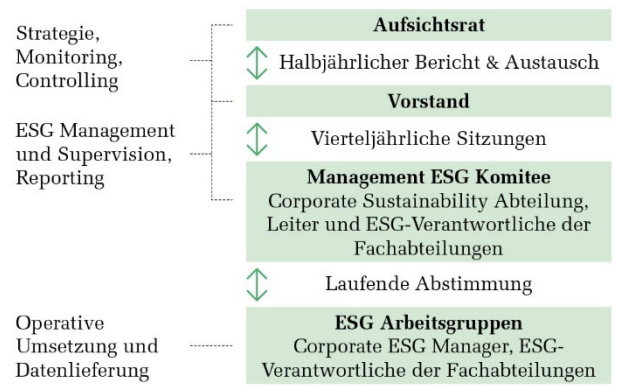 Strategie,
Monitoring,
Controlling
ESG Management
und Supervision,
Reporting
Operative
Umsetzung und
Datenlieferung
Aufsichtsrat
Halbjährlicher Bericht & Austausch
Vorstand
Vierteljährliche Sitzungen
Management ESG Komitee
Corporate Sustainability Abteilung,
Leiter und ESG-Verantwortliche der
Fachabteilungen
Laufende Abstimmung
ESG Arbeitsgruppen
Corporate ESG Manager, ESG-
Verantwortliche der Fachabteilungen